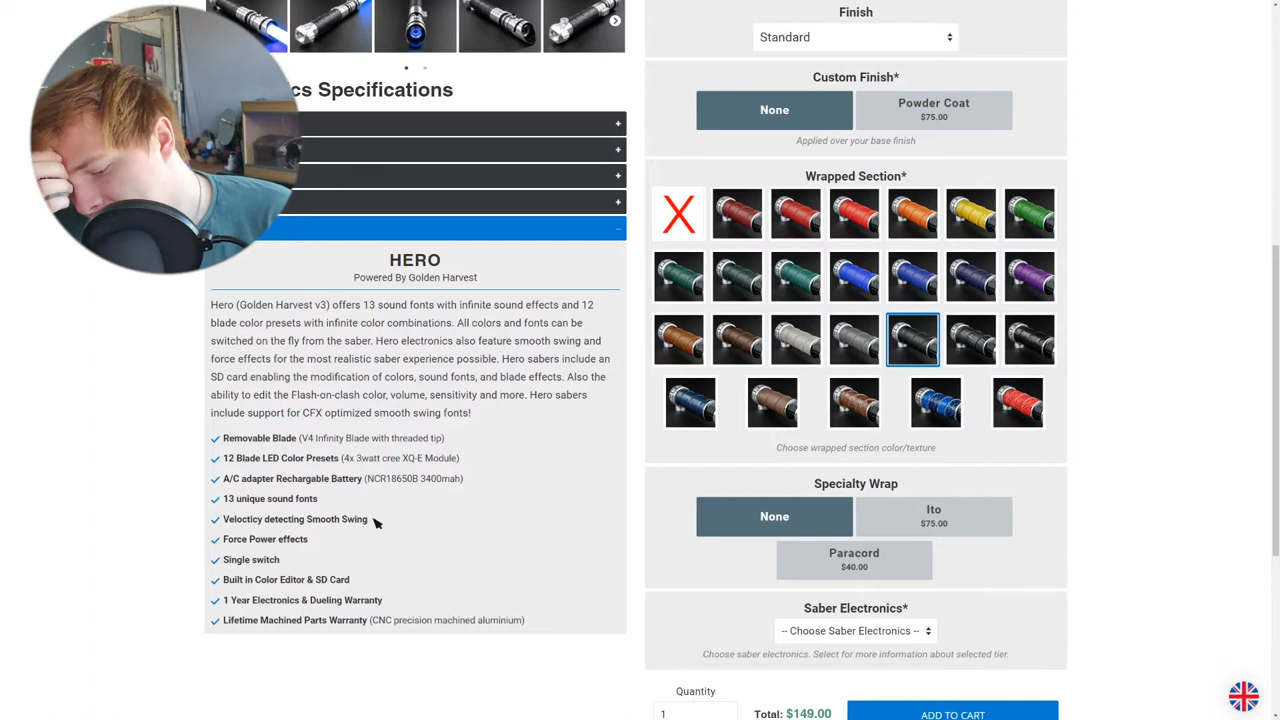 cs Specifications
+
+
+
+
–
HERO
Powered By Golden Harvest
Hero (Golden Harvest v3) offers 13 sound fonts with infinite sound effects and 12
blade color presets with infinite color combinations. All colors and fonts can be
switched on the fly from the saber. Hero electronics also feature smooth swing and
force effects for the most realistic saber experience possible. Hero sabers include an
SD card enabling the modification of colors, sound fonts, and blade effects. Also the
ability to edit the Flash-on-clash color, volume, sensitivity and more. Hero sabers
include support for CFX optimized smooth swing fonts!
Removable Blade (V4 Infinity Blade with threaded tip)
12 Blade LED Color Presets (4x 3watt cree XQ-E Module)
A/C adapter Rechargable Battery (NCR18650B 3400mah)
13 unique sound fonts
Velocticy detecting Smooth Swing
Force Power effects
Single switch
Built in Color Editor & SD Card
1 Year Electronics & Dueling Warranty
Lifetime Machined Parts Warranty (CNC precision machined aluminium)
Finish
Standard
Custom Finish*
None
Powder Coat
$75.00
Applied over your base finish
Wrapped Section*
X
Choose wrapped section color/texture
Specialty Wrap
None
Ito
$75.00
Paracord
$40.00
Saber Electronics*
-- Choose Saber Electronics --
Choose saber electronics. Select for more information about selected tier.
Quantity
1
Total: $149.00
ADD TO CART